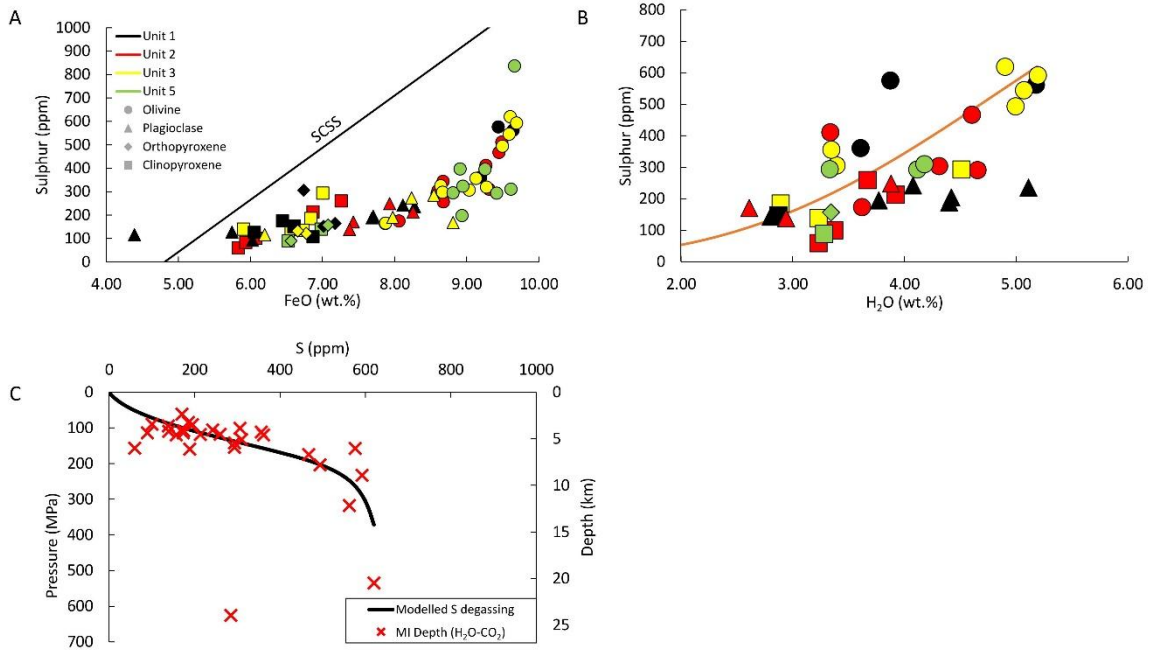 A
1000
900
800
700
600
500
400
300
200
100
0
Sulphur (ppm)
Unit 1
Unit 2
Unit 3
Unit 5
Olivine
Plagioclase
Orthopyroxene
Clinopyroxene
SCSS
4.00 5.00 6.00 7.00 8.00 9.00 10.00
FeO (wt.%)
B
800
700
600
500
400
300
200
100
0
Sulphur (ppm)
2.00 3.00 4.00 5.00 6.00
H₂O (wt.%)
C
S (ppm)
0 200 400 600 800 1000
0
100
200
300
400
500
600
700
Pressure (MPa)
0
5
10
15
20
25
Depth (km)
Modelled S degassing
MI Depth (H₂O-CO₂)